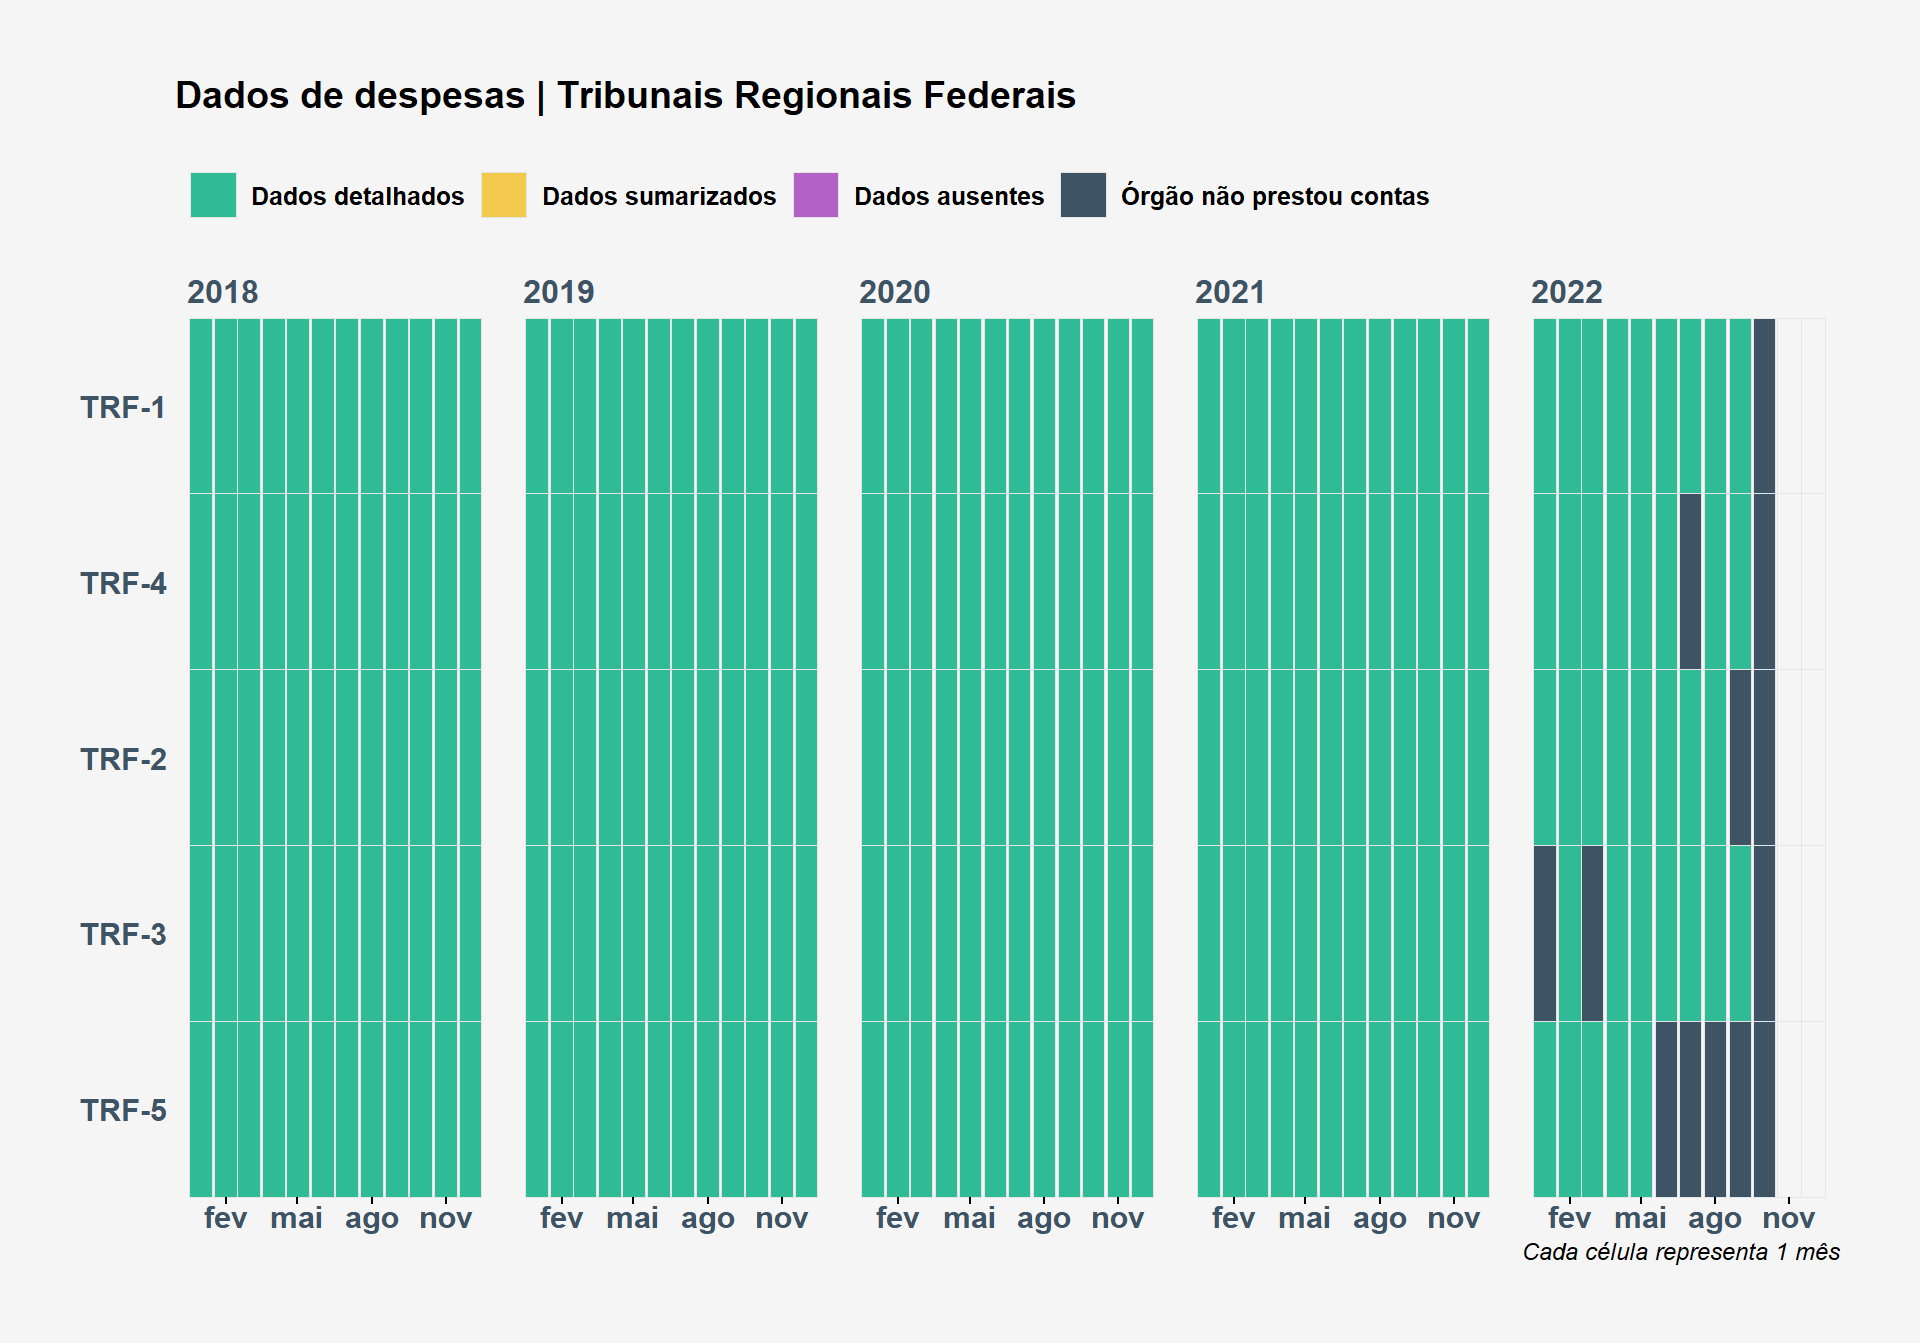 Dados de despesas | Tribunais Regionais Federais
Dados detalhados Dados sumarizados Dados ausentes Órgão não prestou contas
2018 2019 2020 2021 2022
TRF-1
TRF-4
TRF-2
TRF-3
TRF-5
fev mai ago nov fev mai ago nov fev mai ago nov fev mai ago nov fev mai ago nov
Cada célula representa 1 mês